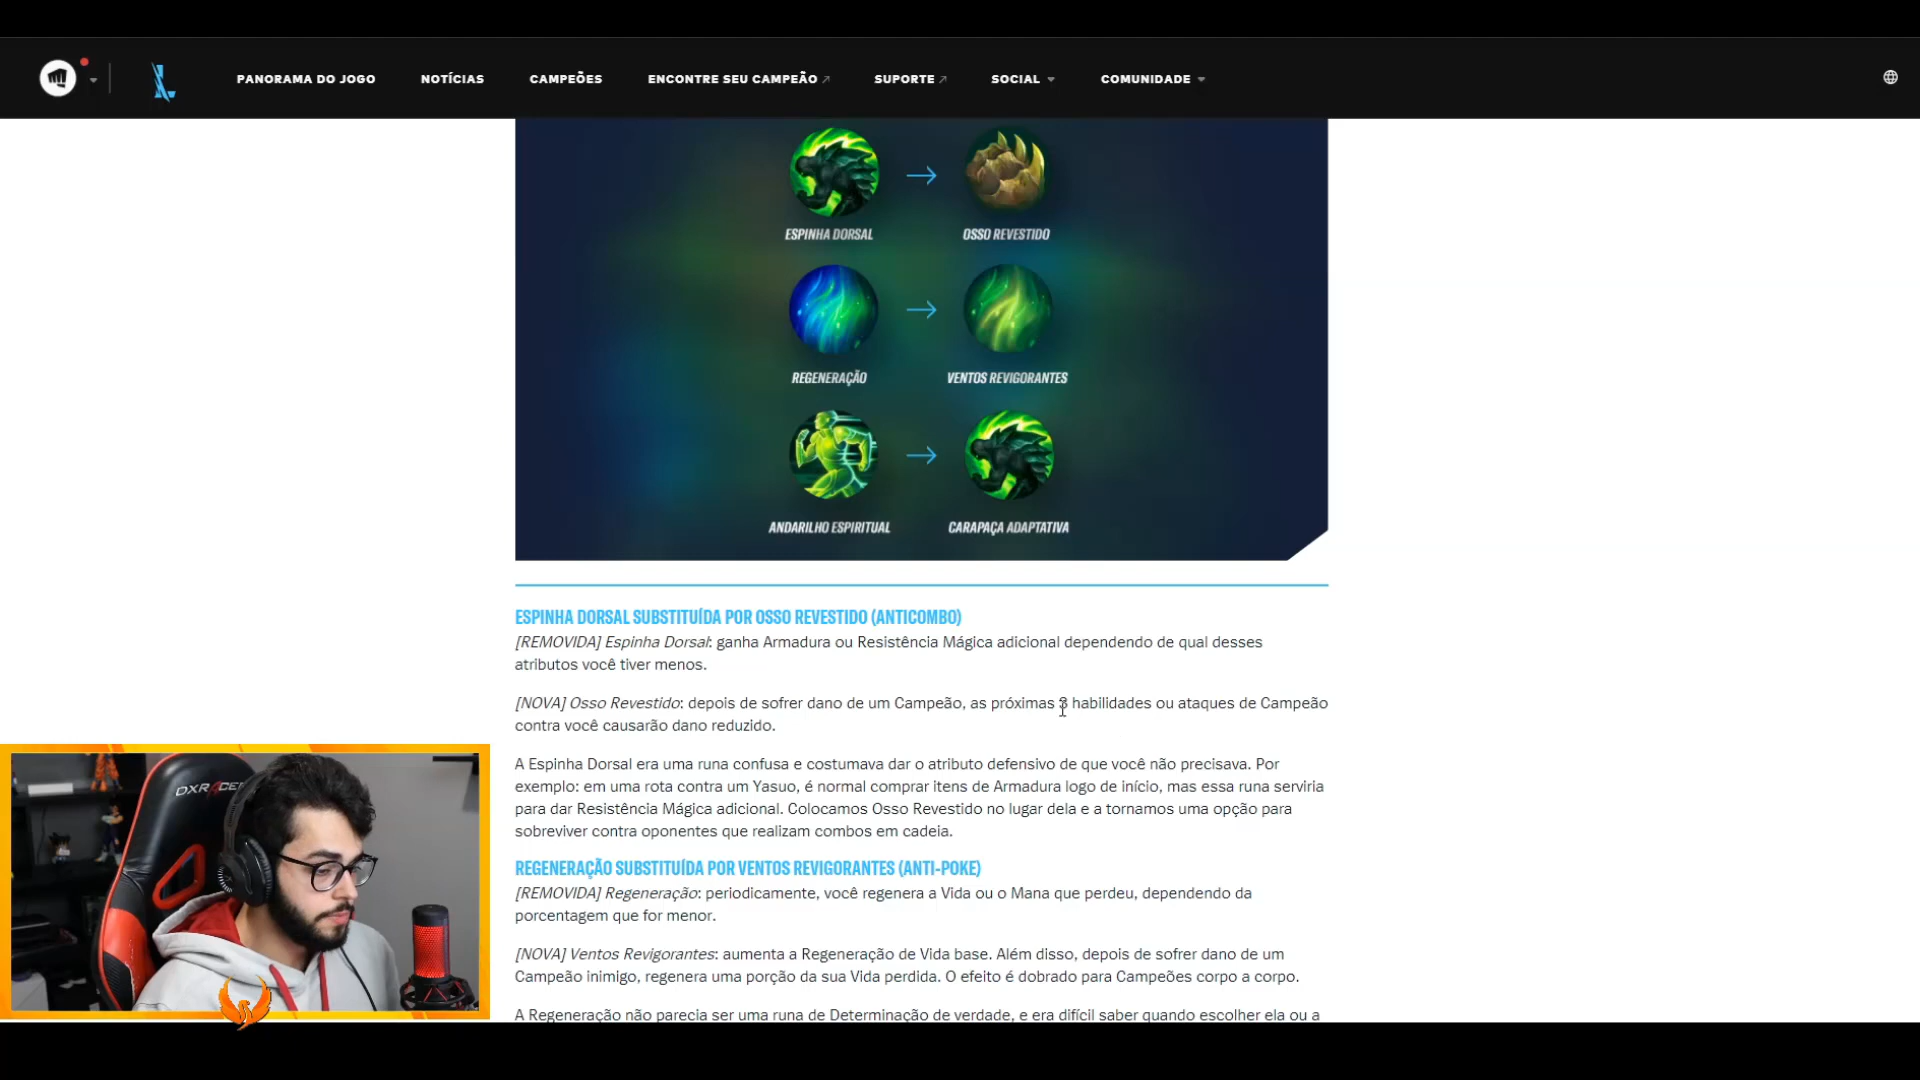 PANORAMA DO JOGO NOTÍCIAS CAMPEÕES ENCONTRE SEU CAMPEÃO SUPORTE SOCIAL COMUNIDADE
ESPINHA DORSAL OSSO REVESTIDO
REGENERAÇÃO VENTOS REVIGORANTES
ANDARILHO ESPIRITUAL CARAPAÇA ADAPTATIVA
ESPINHA DORSAL SUBSTITUÍDA POR OSSO REVESTIDO (ANTICOMBO)
[REMOVIDA] Espinha Dorsal: ganha Armadura ou Resistência Mágica adicional dependendo de qual desses
atributos você tiver menos.
[NOVA] Osso Revestido: depois de sofrer dano de um Campeão, as próximas habilidades ou ataques de Campeão
contra você causarão dano reduzido.
A Espinha Dorsal era uma runa confusa e costumava dar o atributo defensivo de que você não precisava. Por
exemplo: em uma rota contra um Yasuo, é normal comprar itens de Armadura logo de início, mas essa runa serviria
para dar Resistência Mágica adicional. Colocamos Osso Revestido no lugar dela e a tornamos uma opção para
sobreviver contra oponentes que realizam combos em cadeia.
REGENERAÇÃO SUBSTITUÍDA POR VENTOS REVIGORANTES (ANTI-POKE)
[REMOVIDA] Regeneração: periodicamente, você regenera a Vida ou o Mana que perdeu, dependendo da
porcentagem que for menor.
[NOVA] Ventos Revigorantes: aumenta a Regeneração de Vida base. Além disso, depois de sofrer dano de um
Campeão inimigo, regenera uma porção da sua Vida perdida. O efeito é dobrado para Campeões corpo a corpo.
A Regeneração não parecia ser uma runa de Determinação de verdade, e era difícil saber quando escolher ela ou a
DXRACER